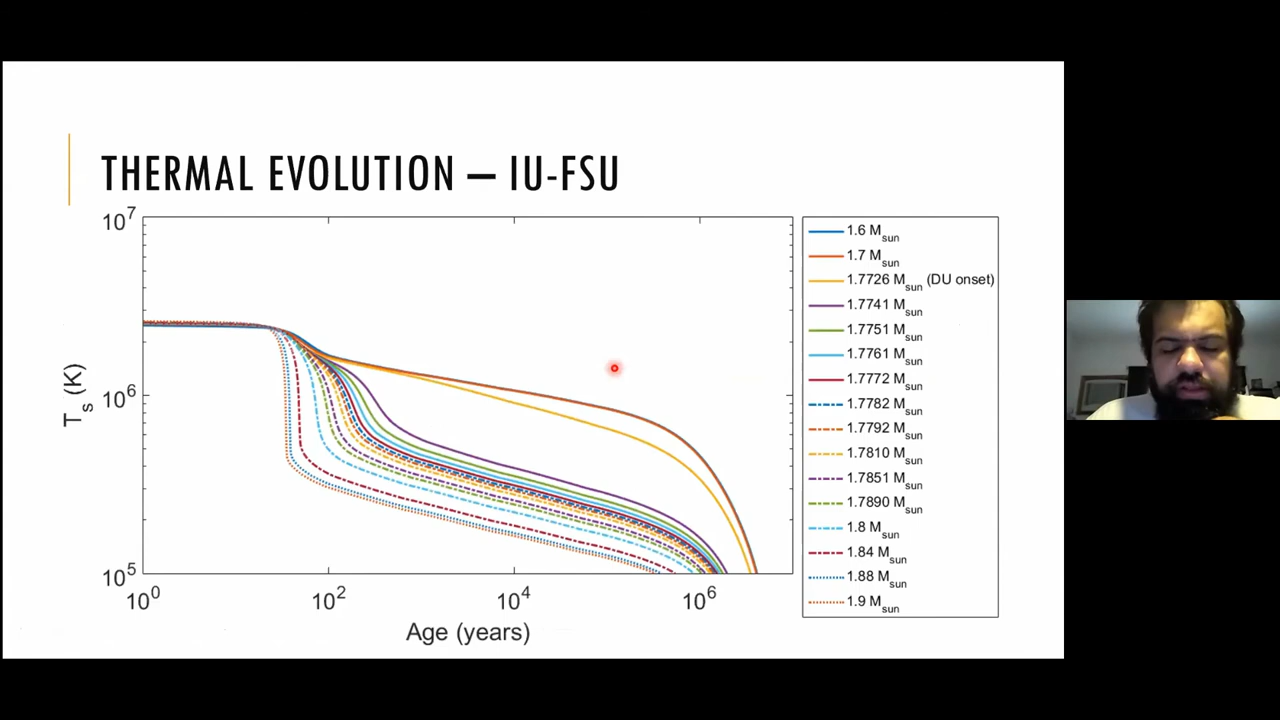 THERMAL EVOLUTION — IU-FSU
10^7
10^6
10^5
T_s (K)
10^0
10^2
10^4
10^6
Age (years)
1.6 M_sun
1.7 M_sun
1.7726 M_sun (DU onset)
1.7741 M_sun
1.7751 M_sun
1.7761 M_sun
1.7772 M_sun
1.7782 M_sun
1.7792 M_sun
1.7810 M_sun
1.7851 M_sun
1.7890 M_sun
1.8 M_sun
1.84 M_sun
1.88 M_sun
1.9 M_sun